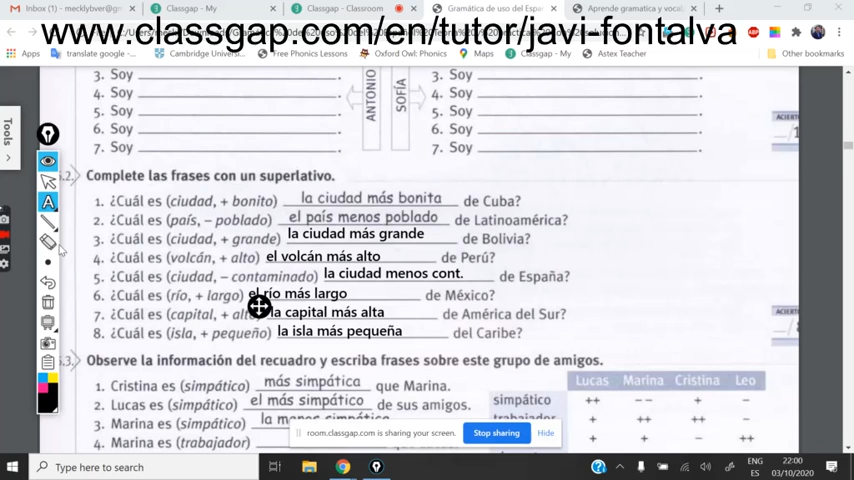 Inbox (1) - mecklyver@gm
Classgap - My
Classgap - Classroom
Gramática de uso del Espa
Aprende gramatica y vocab
www.classgap.com/en/tutor/javi-fontalva
Apps
translate google -...
Cambridge Universi...
Free Phonics Lessons
Oxford Owl: Phonics
Maps
Classgap - My
Astex Teacher
Other bookmarks
Tools
3. Soy
4. Soy
5. Soy
6. Soy
7. Soy
ANTONIO
SOFÍA
3. Soy
4. Soy
5. Soy
6. Soy
7. Soy
Complete las frases con un superlativo.
1. ¿Cuál es (ciudad, + bonito) la ciudad más bonita de Cuba?
2. ¿Cuál es (país, – poblado) el país menos poblado de Latinoamérica?
3. ¿Cuál es (ciudad, + grande) la ciudad más grande de Bolivia?
4. ¿Cuál es (volcán, + alto) el volcán más alto de Perú?
5. ¿Cuál es (ciudad, – contaminado) la ciudad menos cont. de España?
6. ¿Cuál es (río, + largo) el río más largo de México?
7. ¿Cuál es (capital, + alto la capital más alta de América del Sur?
8. ¿Cuál es (isla, + pequeño) la isla más pequeña del Caribe?
Observe la información del recuadro y escriba frases sobre este grupo de amigos.
1. Cristina es (simpático) más simpática que Marina.
2. Lucas es (simpático) el más simpático de sus amigos.
3. Marina es (simpático) la menos simpática
4. Marina es (trabajador)
Lucas Marina Cristina Leo
simpático ++ -- + -
trabajador + ++ ++ -
+ + - ++
room.classgap.com is sharing your screen.
Stop sharing
Hide
Type here to search
ENG
ES
22:00
03/10/2020